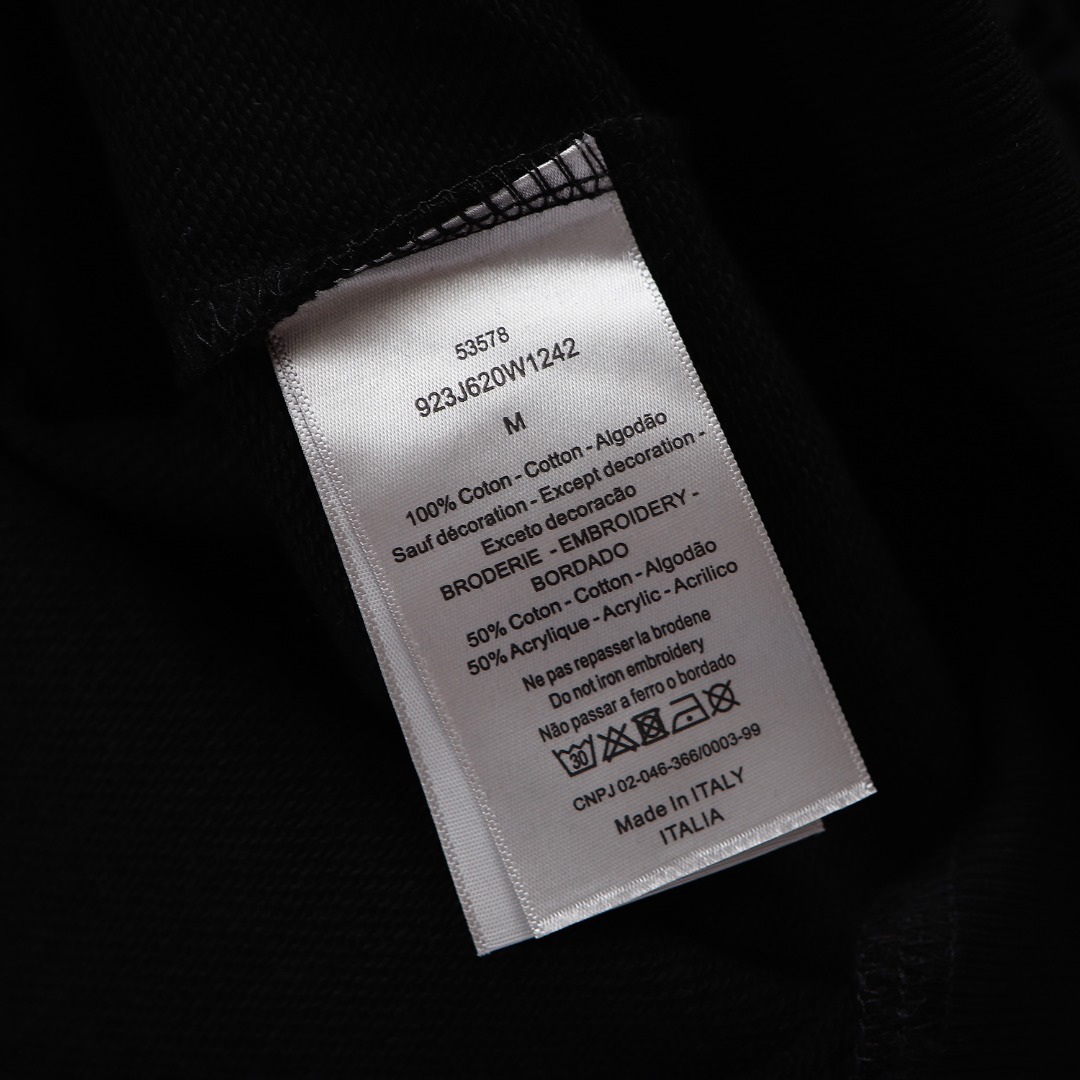 53578
923J620W1242
M
100% Coton - Cotton - Algodão
Sauf décoration - Except decoration -
Exceto decoracão
BRODERIE - EMBROIDERY -
BORDADO
50% Coton - Cotton - Algodão
50% Acrylique - Acrylic - Acrilico
Ne pas repasser la brodene
Do not iron embroidery
Não passar a ferro o bordado
30
CNPJ 02-046-366/0003-99
Made In ITALY
ITALIA